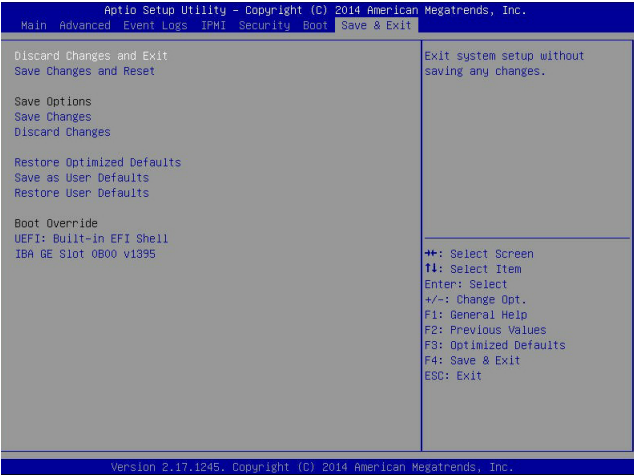 Aptio Setup Utility – Copyright (C) 2014 American Megatrends, Inc.
Main Advanced Event Logs IPMI Security Boot Save & Exit
Discard Changes and Exit
Save Changes and Reset
Save Options
Save Changes
Discard Changes
Restore Optimized Defaults
Save as User Defaults
Restore User Defaults
Boot Override
UEFI: Built-in EFI Shell
IBA GE Slot 0B00 v1395
Exit system setup without
saving any changes.
→←: Select Screen
↑↓: Select Item
Enter: Select
+/-: Change Opt.
F1: General Help
F2: Previous Values
F3: Optimized Defaults
F4: Save & Exit
ESC: Exit
Version 2.17.1245. Copyright (C) 2014 American Megatrends, Inc.